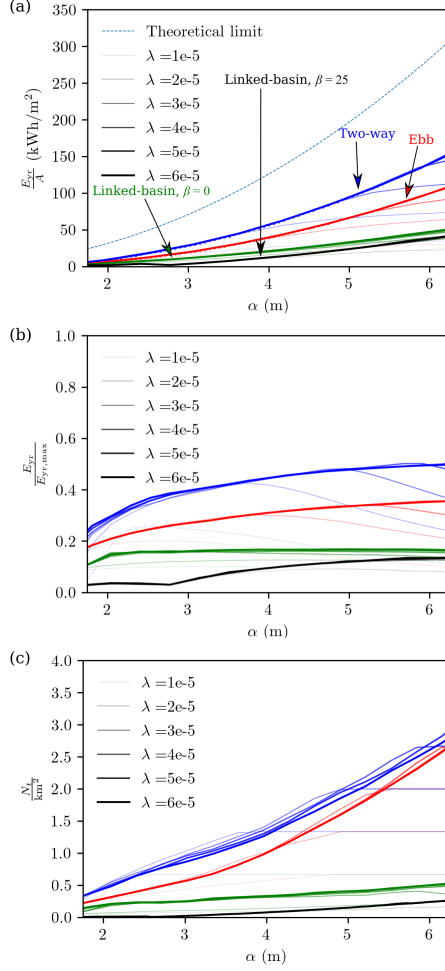 (a)
350
300
250
200
150
100
50
0
E_yr/A (kWh/m²)
Theoretical limit
λ =1e-5
λ =2e-5
λ =3e-5
λ =4e-5
λ =5e-5
λ =6e-5
Linked-basin, β = 25
Two-way
Ebb
Linked-basin, β = 0
2 3 4 5 6
α (m)
(b)
1.0
0.8
0.6
0.4
0.2
0.0
E_yr/E_yr,max
λ =1e-5
λ =2e-5
λ =3e-5
λ =4e-5
λ =5e-5
λ =6e-5
2 3 4 5 6
α (m)
(c)
4.0
3.5
3.0
2.5
2.0
1.5
1.0
0.5
0.0
N_t/km²
λ =1e-5
λ =2e-5
λ =3e-5
λ =4e-5
λ =5e-5
λ =6e-5
2 3 4 5 6
α (m)